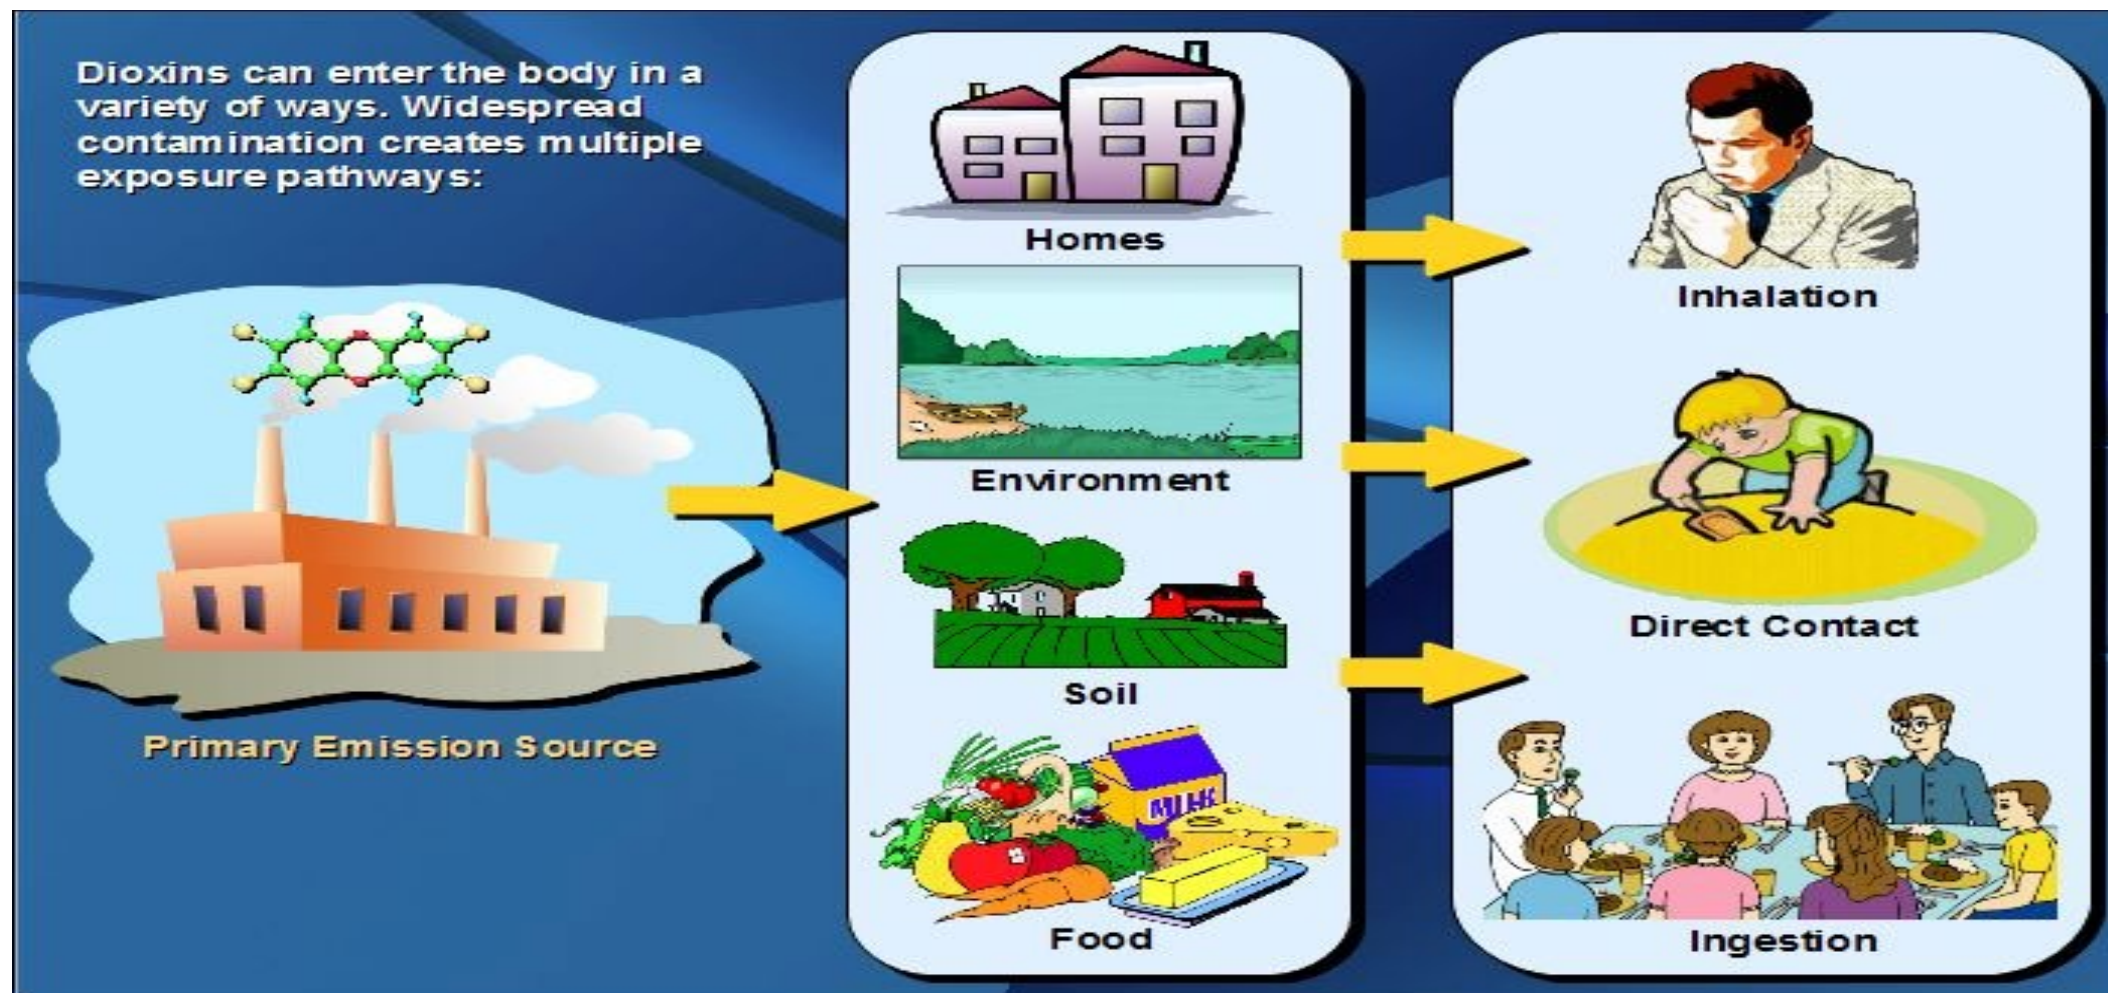 Dioxins can enter the body in a
variety of ways. Widespread
contamination creates multiple
exposure pathways:
Primary Emission Source
Homes
Environment
Soil
MILK
Food
Inhalation
Direct Contact
Ingestion